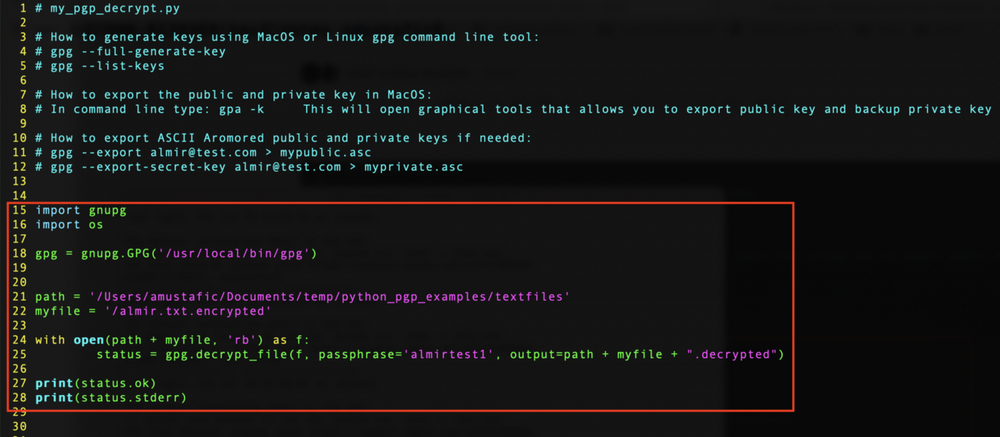 1 # my_pgp_decrypt.py
2
3 # How to generate keys using MacOS or Linux gpg command line tool:
4 # gpg --full-generate-key
5 # gpg --list-keys
6
7 # How to export the public and private key in MacOS:
8 # In command line type: gpa -k     This will open graphical tools that allows you to export public key and backup private key
9
10 # How to export ASCII Aromored public and private keys if needed:
11 # gpg --export almir@test.com > mypublic.asc
12 # gpg --export-secret-key almir@test.com > myprivate.asc
13
14
15 import gnupg
16 import os
17
18 gpg = gnupg.GPG('/usr/local/bin/gpg')
19
20
21 path = '/Users/amustafic/Documents/temp/python_pgp_examples/textfiles'
22 myfile = '/almir.txt.encrypted'
23
24 with open(path + myfile, 'rb') as f:
25         status = gpg.decrypt_file(f, passphrase='almirtest1', output=path + myfile + ".decrypted")
26
27 print(status.ok)
28 print(status.stderr)
29
30